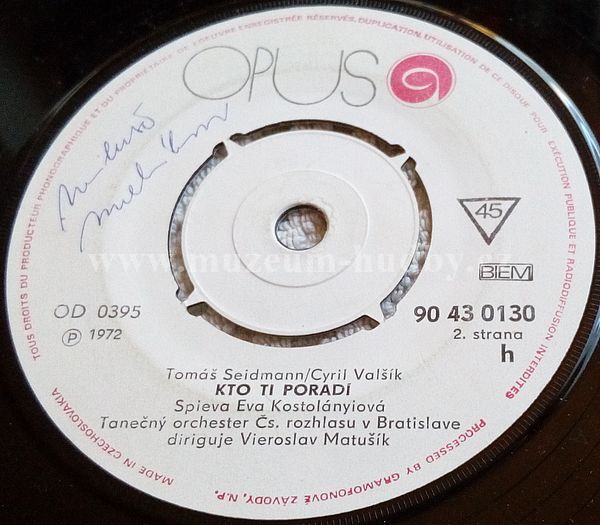 OPUS
45
BIEM
OD 0395
℗ 1972
90 43 0130
2. strana
h
Tomáš Seidmann/Cyril Valšík
KTO TI PORADÍ
Spieva Eva Kostolányiová
Tanečný orchester Čs. rozhlasu v Bratislave
diriguje Vieroslav Matušík
TOUS DROITS DU PRODUCTEUR PHONOGRAPHIQUE ET DU PROPRIÉTAIRE DE L'OEUVRE ENREGISTRÉE RÉSERVÉS. DUPLICATION, UTILISATION DE CE DISQUE POUR EXÉCUTION PUBLIQUE ET RADIODIFFUSION INTERDITES
MADE IN CZECHOSLOVAKIA
PROCESSED BY GRAMOFONOVÉ ZÁVODY, N.P.
www.muzeum-hudby.cz